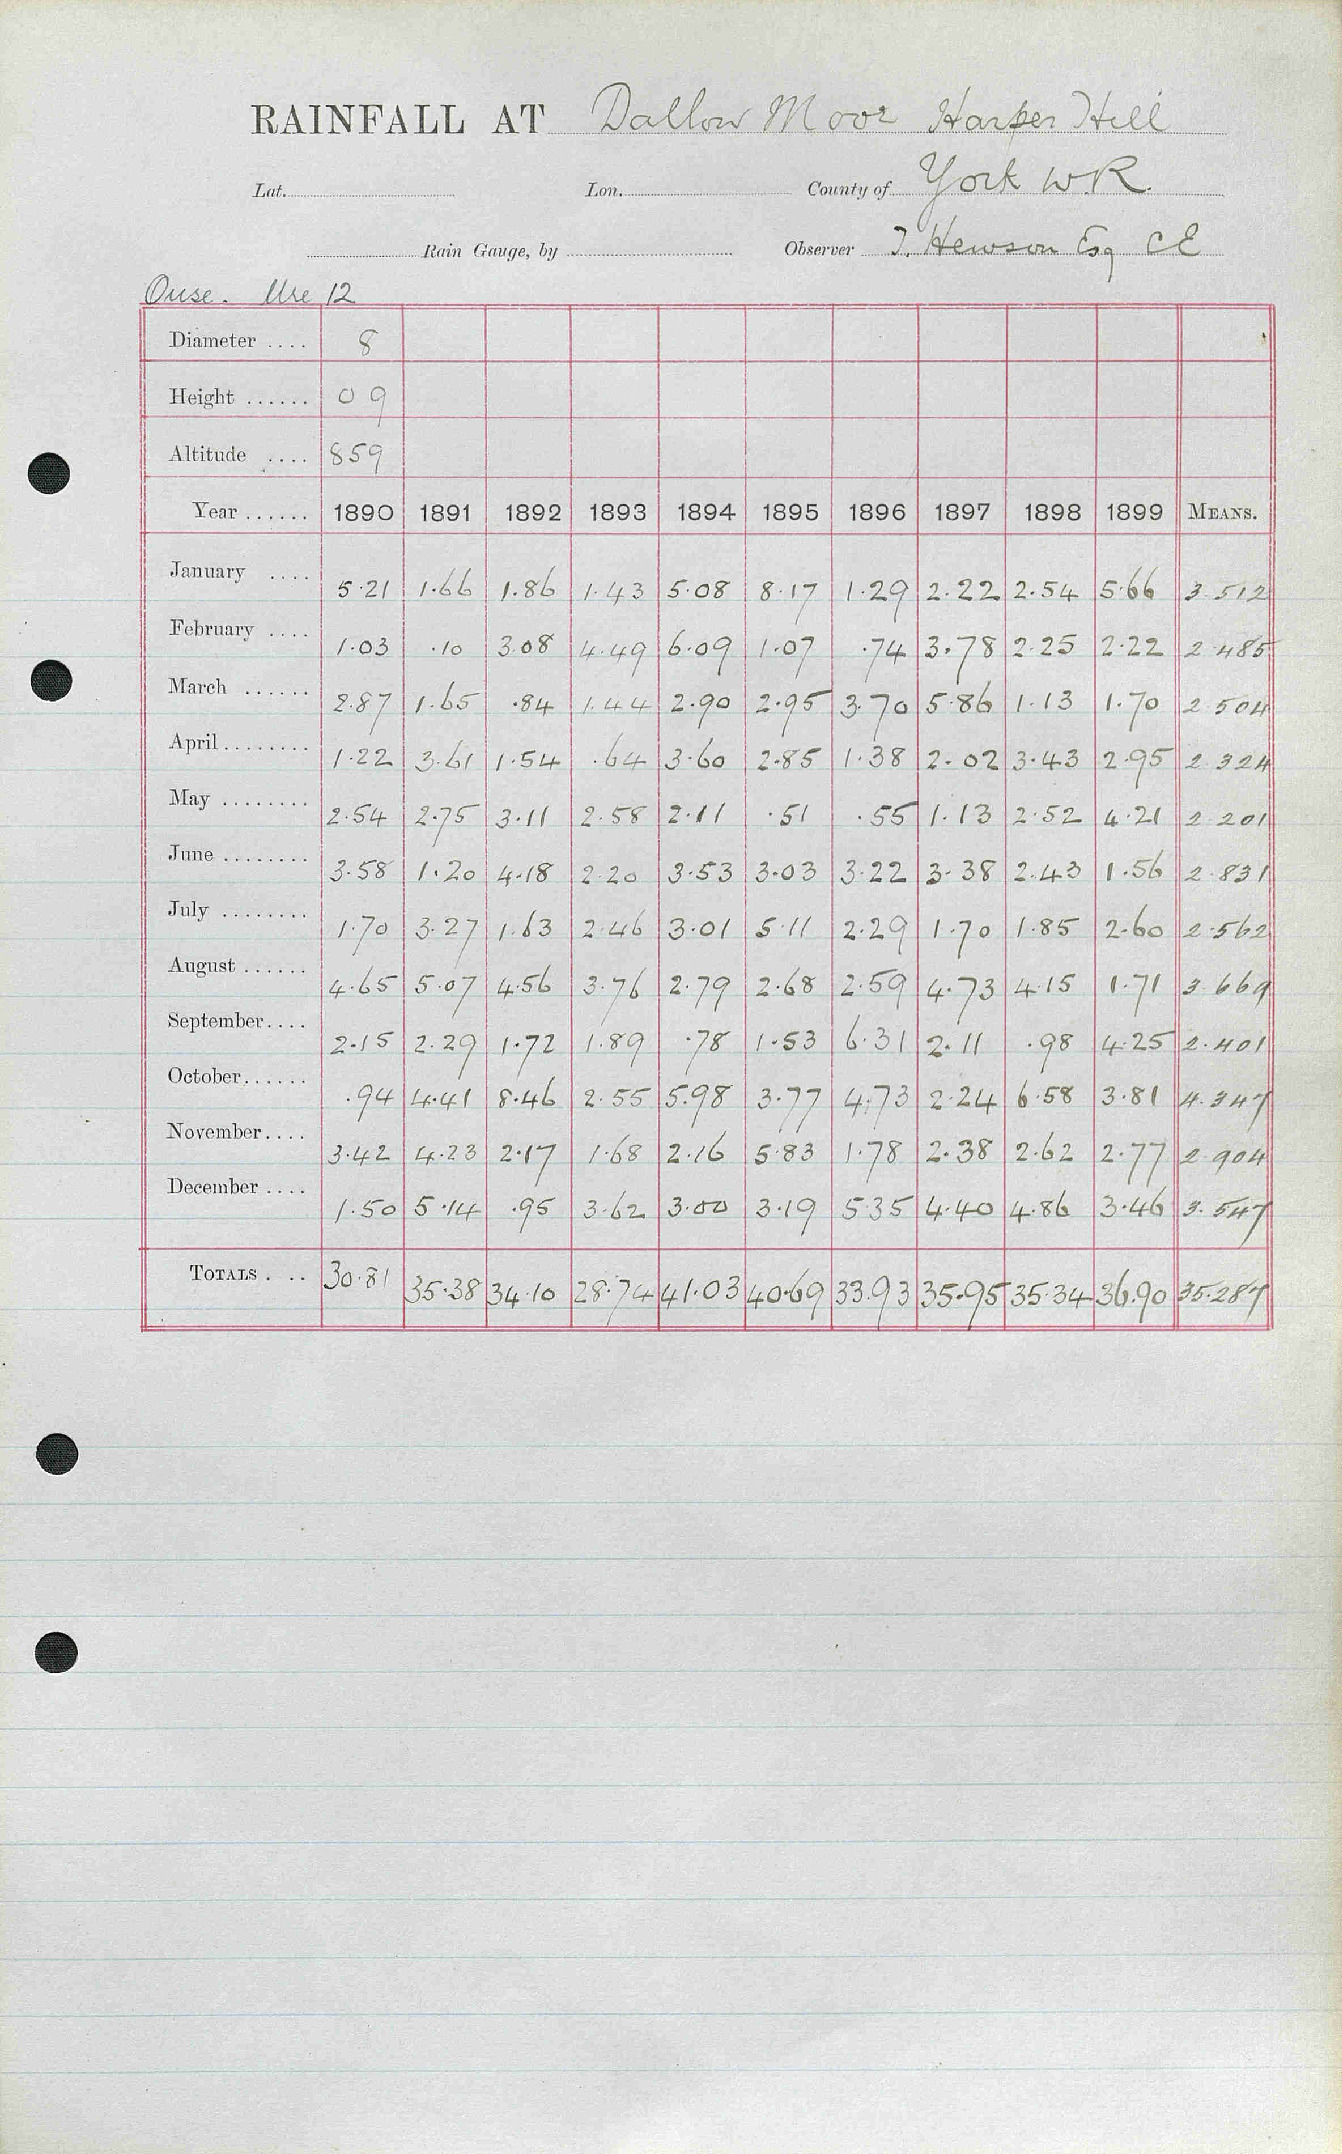 RAINFALL AT Dallow Moor Harper Hill
Lat. Lon. County of York W.R.
Rain Gauge, by Observer T. Hewson Esq CE
Ouse. Ure 12
Diameter .... 8
Height ...... 0 9
Altitude .... 859
Year ...... 1890 1891 1892 1893 1894 1895 1896 1897 1898 1899 MEANS.
January .... 5.21 1.66 1.86 1.43 5.08 8.17 1.29 2.22 2.54 5.66 3.512
February .... 1.03 .10 3.08 4.49 6.09 1.07 .74 3.78 2.25 2.22 2.485
March ...... 2.87 1.65 .84 1.44 2.90 2.95 3.70 5.86 1.13 1.70 2.504
April ........ 1.22 3.61 1.54 .64 3.60 2.85 1.38 2.02 3.43 2.95 2.324
May ........ 2.54 2.75 3.11 2.58 2.11 .51 .55 1.13 2.52 4.21 2.201
June ........ 3.58 1.20 4.18 2.20 3.53 3.03 3.22 3.38 2.43 1.56 2.831
July ........ 1.70 3.27 1.63 2.46 3.01 5.11 2.29 1.70 1.85 2.60 2.562
August ...... 4.65 5.07 4.56 3.76 2.79 2.68 2.59 4.73 4.15 1.71 3.669
September.... 2.15 2.29 1.72 1.89 .78 1.53 6.31 2.11 .98 4.25 2.401
October...... .94 4.41 8.46 2.55 5.98 3.77 4.73 2.24 6.58 3.81 4.347
November.... 3.42 4.23 2.17 1.68 2.16 5.83 1.78 2.38 2.62 2.77 2.904
December .... 1.50 5.14 .95 3.62 3.00 3.19 5.35 4.40 4.86 3.46 3.547
TOTALS . .. 30.81 35.38 34.10 28.74 41.03 40.69 33.93 35.95 35.34 36.90 35.287